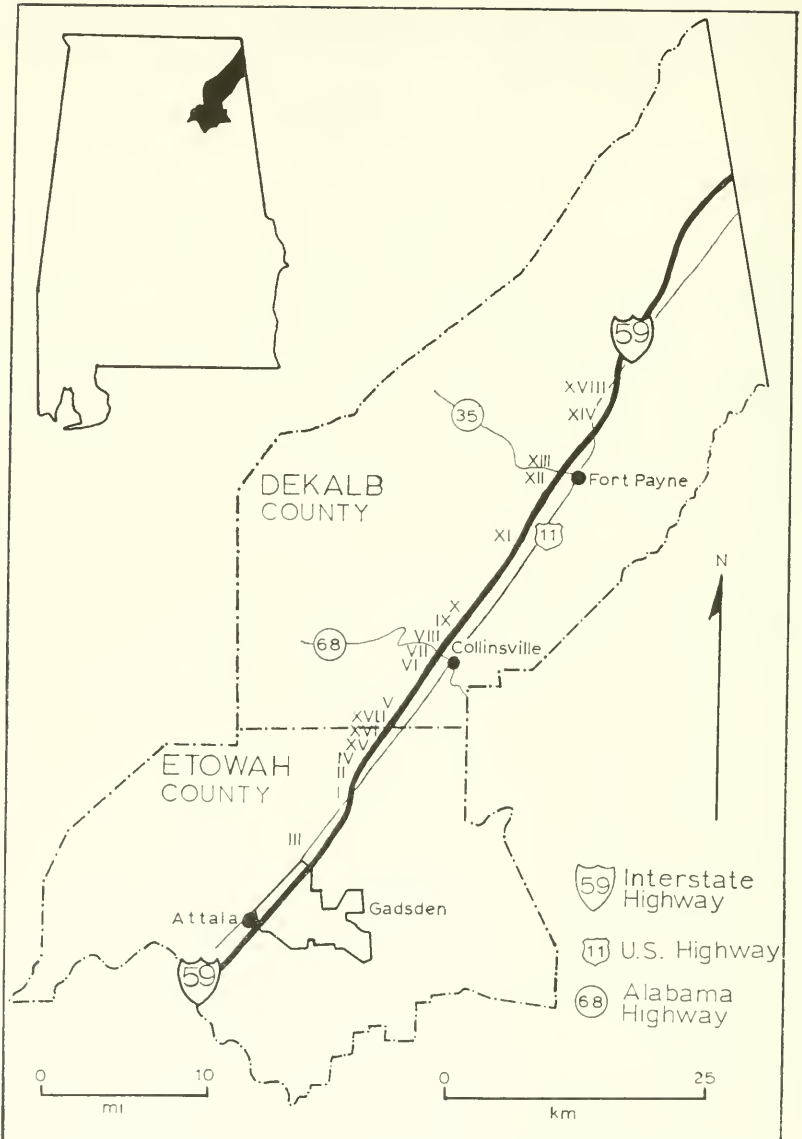 59
XVIII
XIV
35
XIII
XII
Fort Payne
DEKALB
COUNTY
XI
11
N
X
IX
VIII
68
VII
Collinsville
VI
V
XVII
XVI
XV
IV
II
I
ETOWAH
COUNTY
III
59 Interstate
Highway
Gadsden
Attala
11 U.S. Highway
59
68 Alabama
Highway
0 10
mi
0 25
km